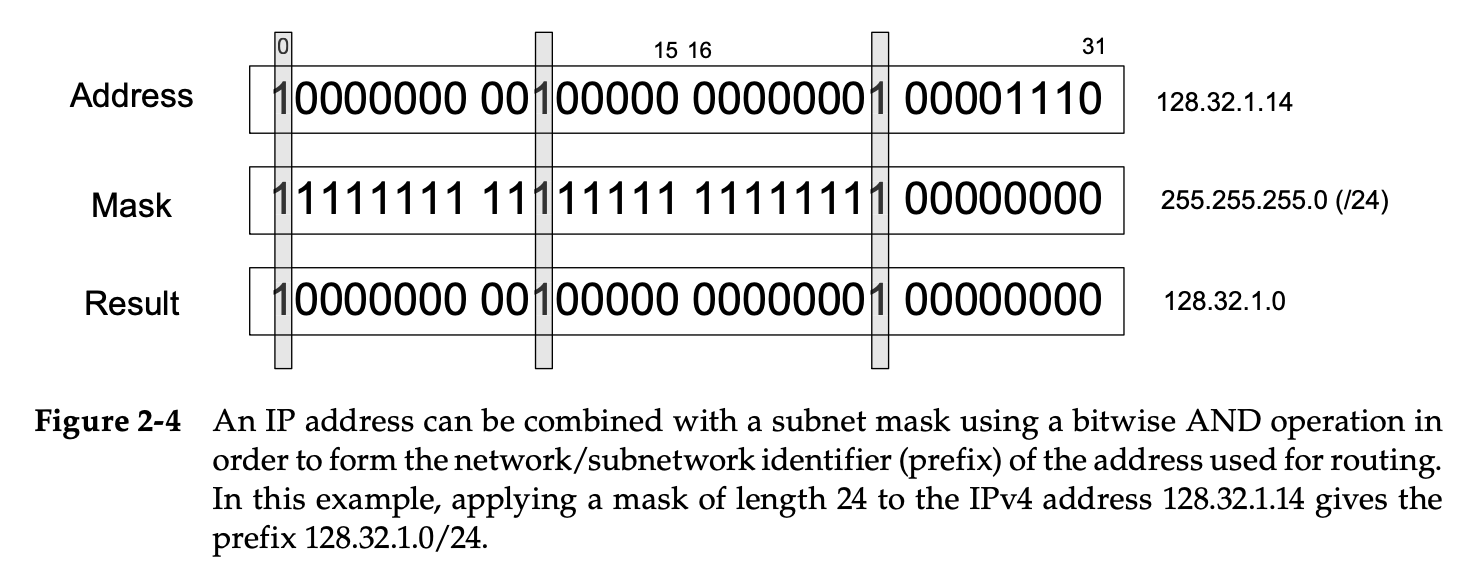 0 15 16 31
Address 10000000 00100000 00000001 00001110 128.32.1.14
Mask 11111111 11111111 11111111 00000000 255.255.255.0 (/24)
Result 10000000 00100000 00000001 00000000 128.32.1.0
Figure 2-4 An IP address can be combined with a subnet mask using a bitwise AND operation in
order to form the network/subnetwork identifier (prefix) of the address used for routing.
In this example, applying a mask of length 24 to the IPv4 address 128.32.1.14 gives the
prefix 128.32.1.0/24.